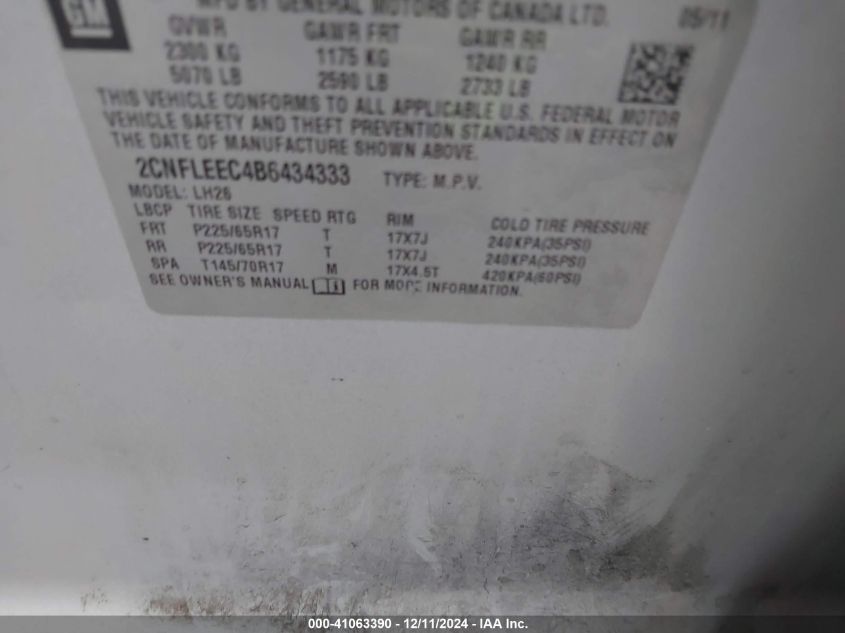 GM
MFD BY GENERAL MOTORS OF CANADA LTD. 05/11
GVWR GAWR FRT GAWR RR
2300 KG 1175 KG 1240 KG
5070 LB 2590 LB 2733 LB
THIS VEHICLE CONFORMS TO ALL APPLICABLE U.S. FEDERAL MOTOR
VEHICLE SAFETY AND THEFT PREVENTION STANDARDS IN EFFECT ON
THE DATE OF MANUFACTURE SHOWN ABOVE.
2CNFLEEC4B6434333 TYPE: M.P.V.
MODEL: LH26
LBCP TIRE SIZE SPEED RTG RIM COLD TIRE PRESSURE
FRT P225/65R17 T 17X7J 240KPA(35PSI)
RR P225/65R17 T 17X7J 240KPA(35PSI)
SPA T145/70R17 M 17X4.5T 420KPA(60PSI)
SEE OWNER'S MANUAL FOR MORE INFORMATION.
000-41063390 - 12/11/2024 - IAA Inc.